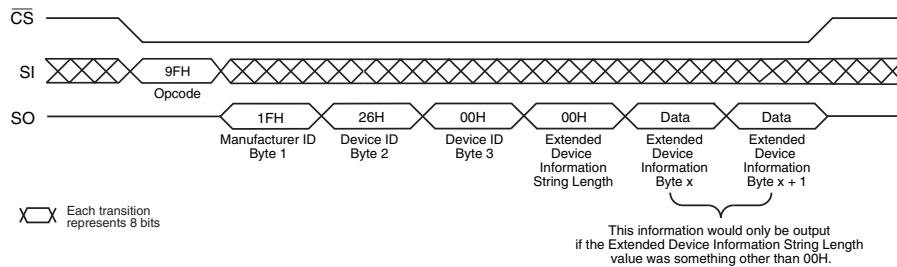 CS
SI
9FH
Opcode
SO
1FH
26H
00H
00H
Data
Data
Manufacturer ID
Byte 1
Device ID
Byte 2
Device ID
Byte 3
Extended
Device
Information
String Length
Extended
Device
Information
Byte x
Extended
Device
Information
Byte x + 1
Each transition
represents 8 bits
This information would only be output
if the Extended Device Information String Length
value was something other than 00H.